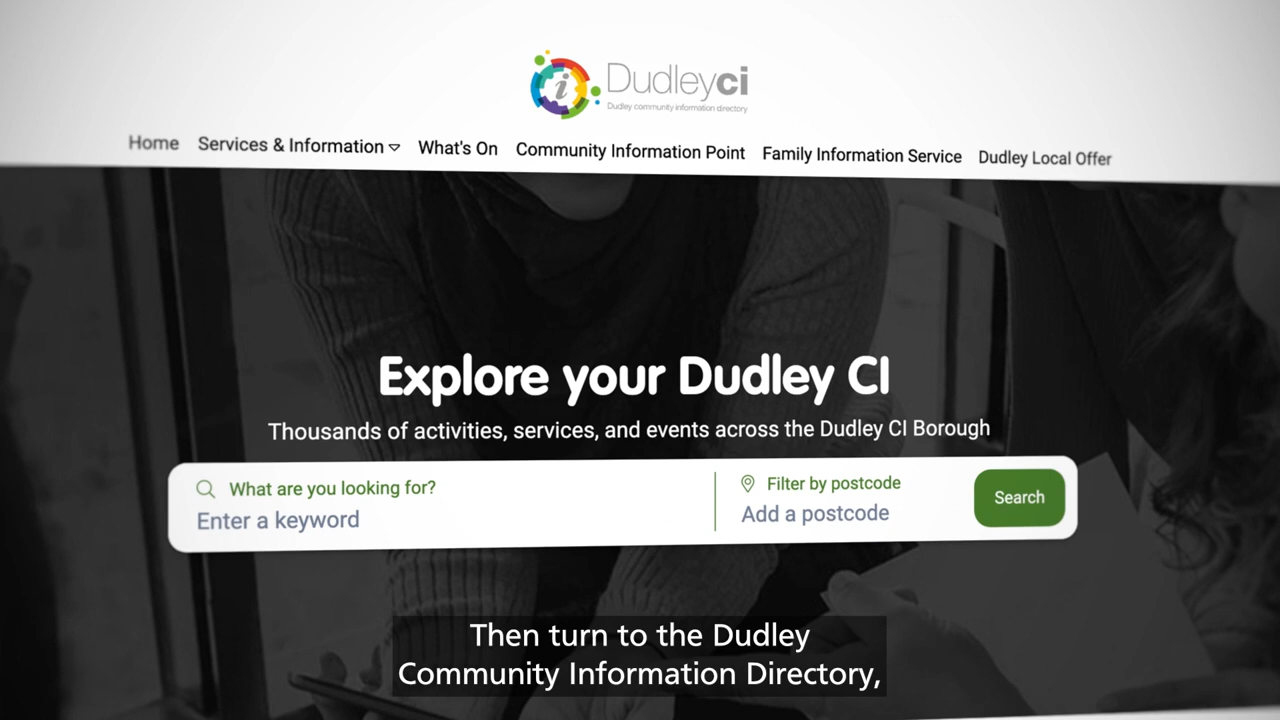 Dudleyci
Dudley community information directory
Home Services & Information What's On Community Information Point Family Information Service Dudley Local Offer
Explore your Dudley CI
Thousands of activities, services, and events across the Dudley CI Borough
What are you looking for?
Enter a keyword
Filter by postcode
Add a postcode
Search
Then turn to the Dudley
Community Information Directory,